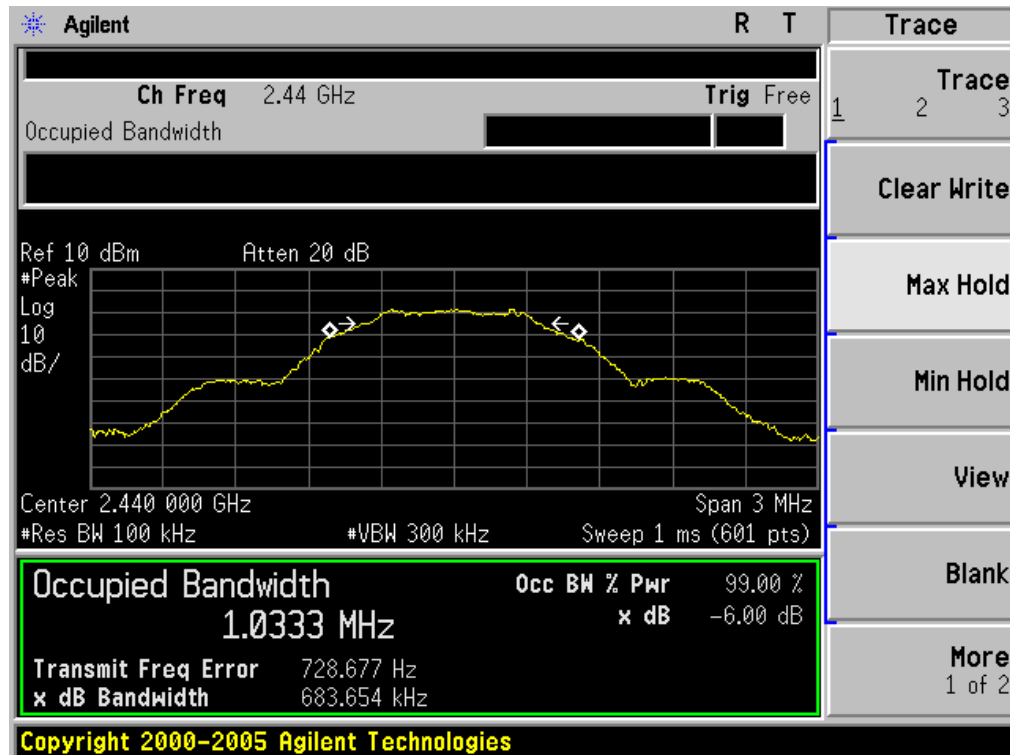 Agilent R T Trace
Ch Freq 2.44 GHz Trig Free
Occupied Bandwidth
Trace
1 2 3
Clear Write
Max Hold
Min Hold
View
Blank
More
1 of 2
Ref 10 dBm Atten 20 dB
#Peak
Log
10
dB/
Center 2.440 000 GHz Span 3 MHz
#Res BW 100 kHz #VBW 300 kHz Sweep 1 ms (601 pts)
Occupied Bandwidth Occ BW % Pwr 99.00 %
1.0333 MHz x dB -6.00 dB
Transmit Freq Error 728.677 Hz
x dB Bandwidth 683.654 kHz
Copyright 2000-2005 Agilent Technologies